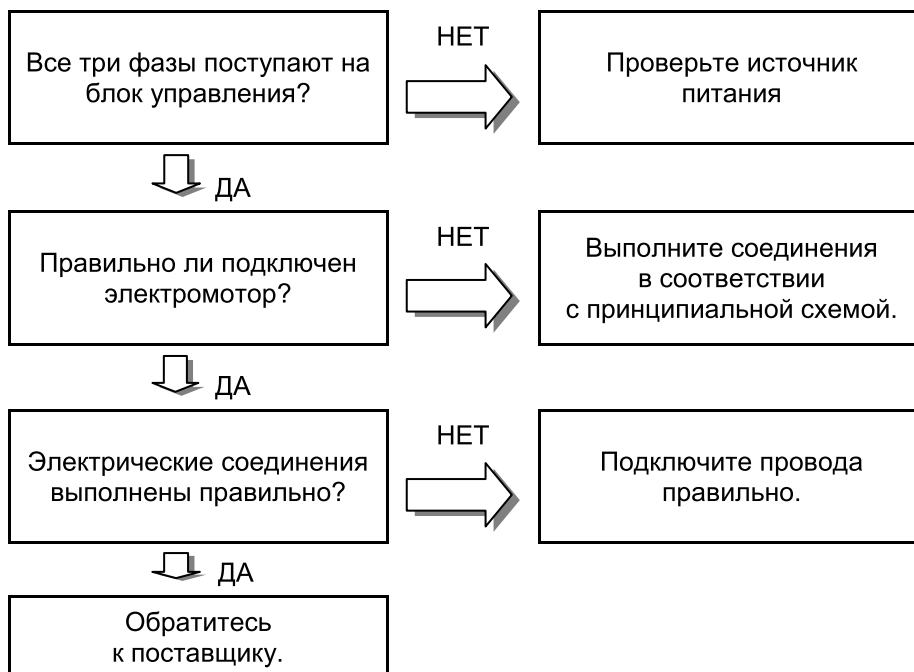 Все три фазы поступают на
блок управления?
НЕТ
Проверьте источник
питания
ДА
Правильно ли подключен
электромотор?
НЕТ
Выполните соединения
в соответствии
с принципиальной схемой.
ДА
Электрические соединения
выполнены правильно?
НЕТ
Подключите провода
правильно.
ДА
Обратитесь
к поставщику.